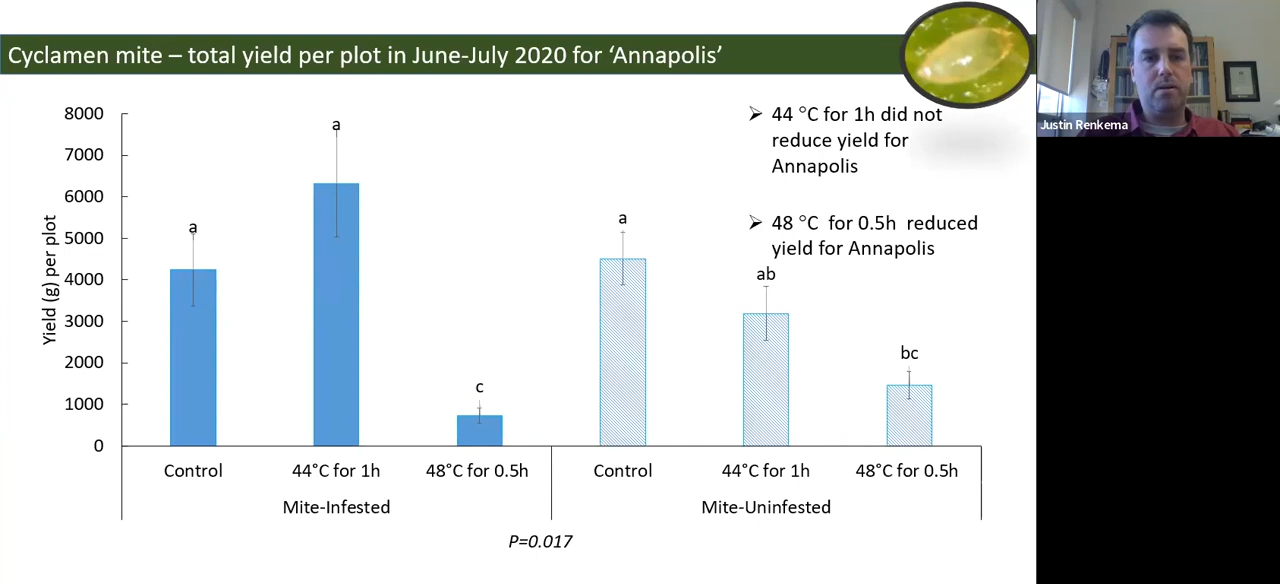 Cyclamen mite – total yield per plot in June-July 2020 for ‘Annapolis’
Justin Renkema
➢ 44 °C for 1h did not
reduce yield for
Annapolis
➢ 48 °C for 0.5h reduced
yield for Annapolis
Yield (g) per plot
8000
7000
6000
5000
4000
3000
2000
1000
0
a
a
c
a
ab
bc
Control
44°C for 1h
48°C for 0.5h
Control
44°C for 1h
48°C for 0.5h
Mite-Infested
Mite-Uninfested
P=0.017